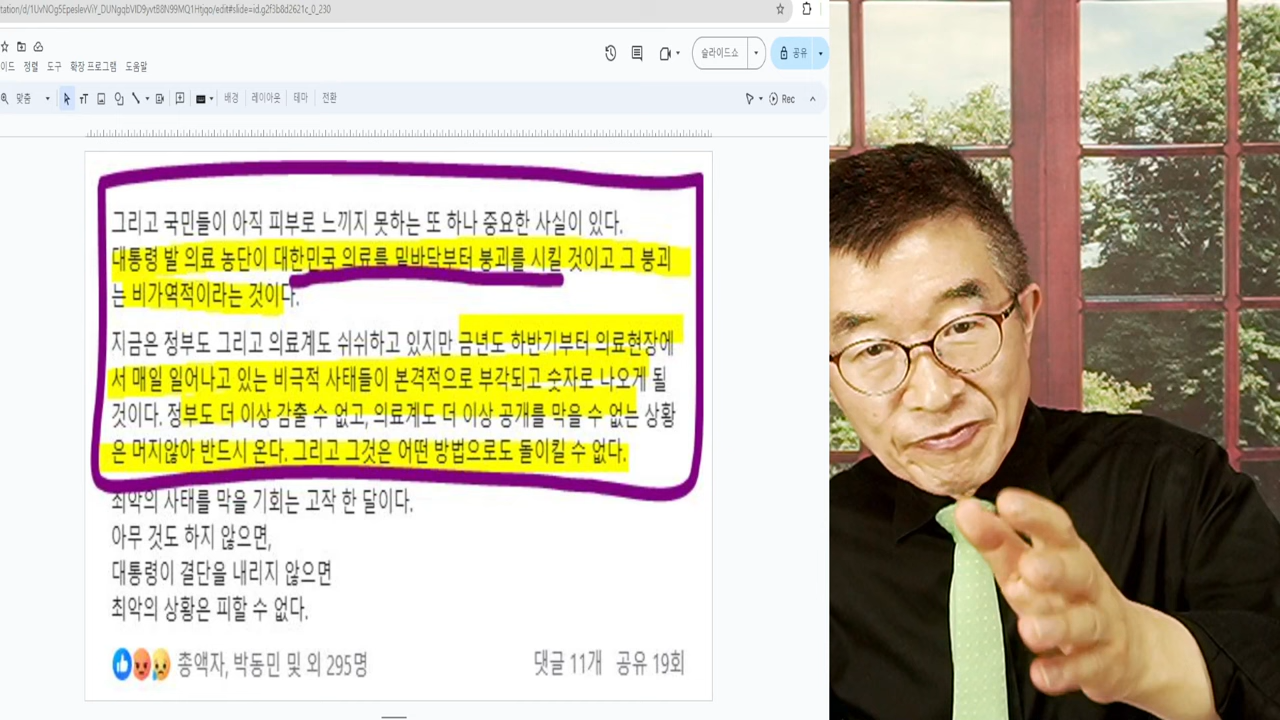 tation/d/1UvNOg5EpeslevViY_DUNgqbVlD9yvtB8N99MQ1Htjqo/edit#slide=id.g2f3b8d2621c_0_230
슬라이드쇼
공유
이드 정렬 도구 확장 프로그램 도움말
맞춤
배경
레이아웃
테마
전환
Rec
그리고 국민들이 아직 피부로 느끼지 못하는 또 하나 중요한 사실이 있다.
대통령 발 의료 농단이 대한민국 의료를 밑바닥부터 붕괴를 시킬 것이고 그 붕괴
는 비가역적이라는 것이다.
지금은 정부도 그리고 의료계도 쉬쉬하고 있지만 금년도 하반기부터 의료현장에
서 매일 일어나고 있는 비극적 사태들이 본격적으로 부각되고 숫자로 나오게 될
것이다. 정부도 더 이상 감출 수 없고, 의료계도 더 이상 공개를 막을 수 없는 상황
은 머지않아 반드시 온다. 그리고 그것은 어떤 방법으로도 돌이킬 수 없다.
최악의 사태를 막을 기회는 고작 한 달이다.
아무 것도 하지 않으면,
대통령이 결단을 내리지 않으면
최악의 상황은 피할 수 없다.
총액자, 박동민 및 외 295명
댓글 11개 공유 19회